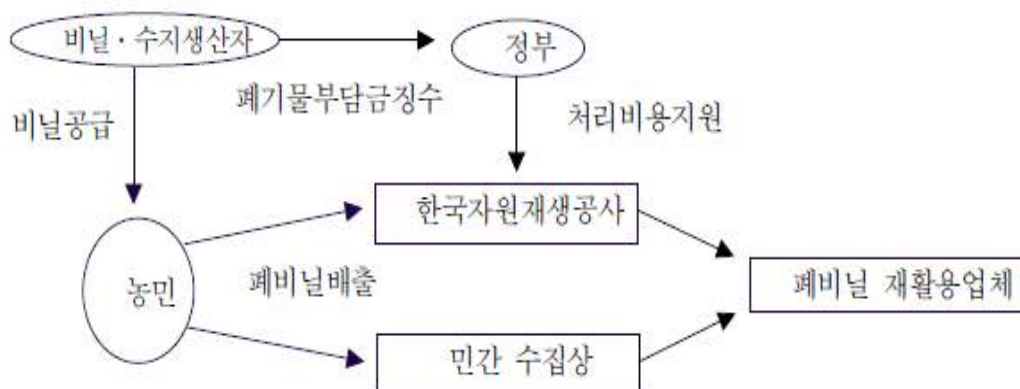 비닐·수지생산자
정부
폐기물부담금징수
비닐공급
처리비용지원
한국자원재생공사
농민
폐비닐배출
폐비닐 재활용업체
민간 수집상